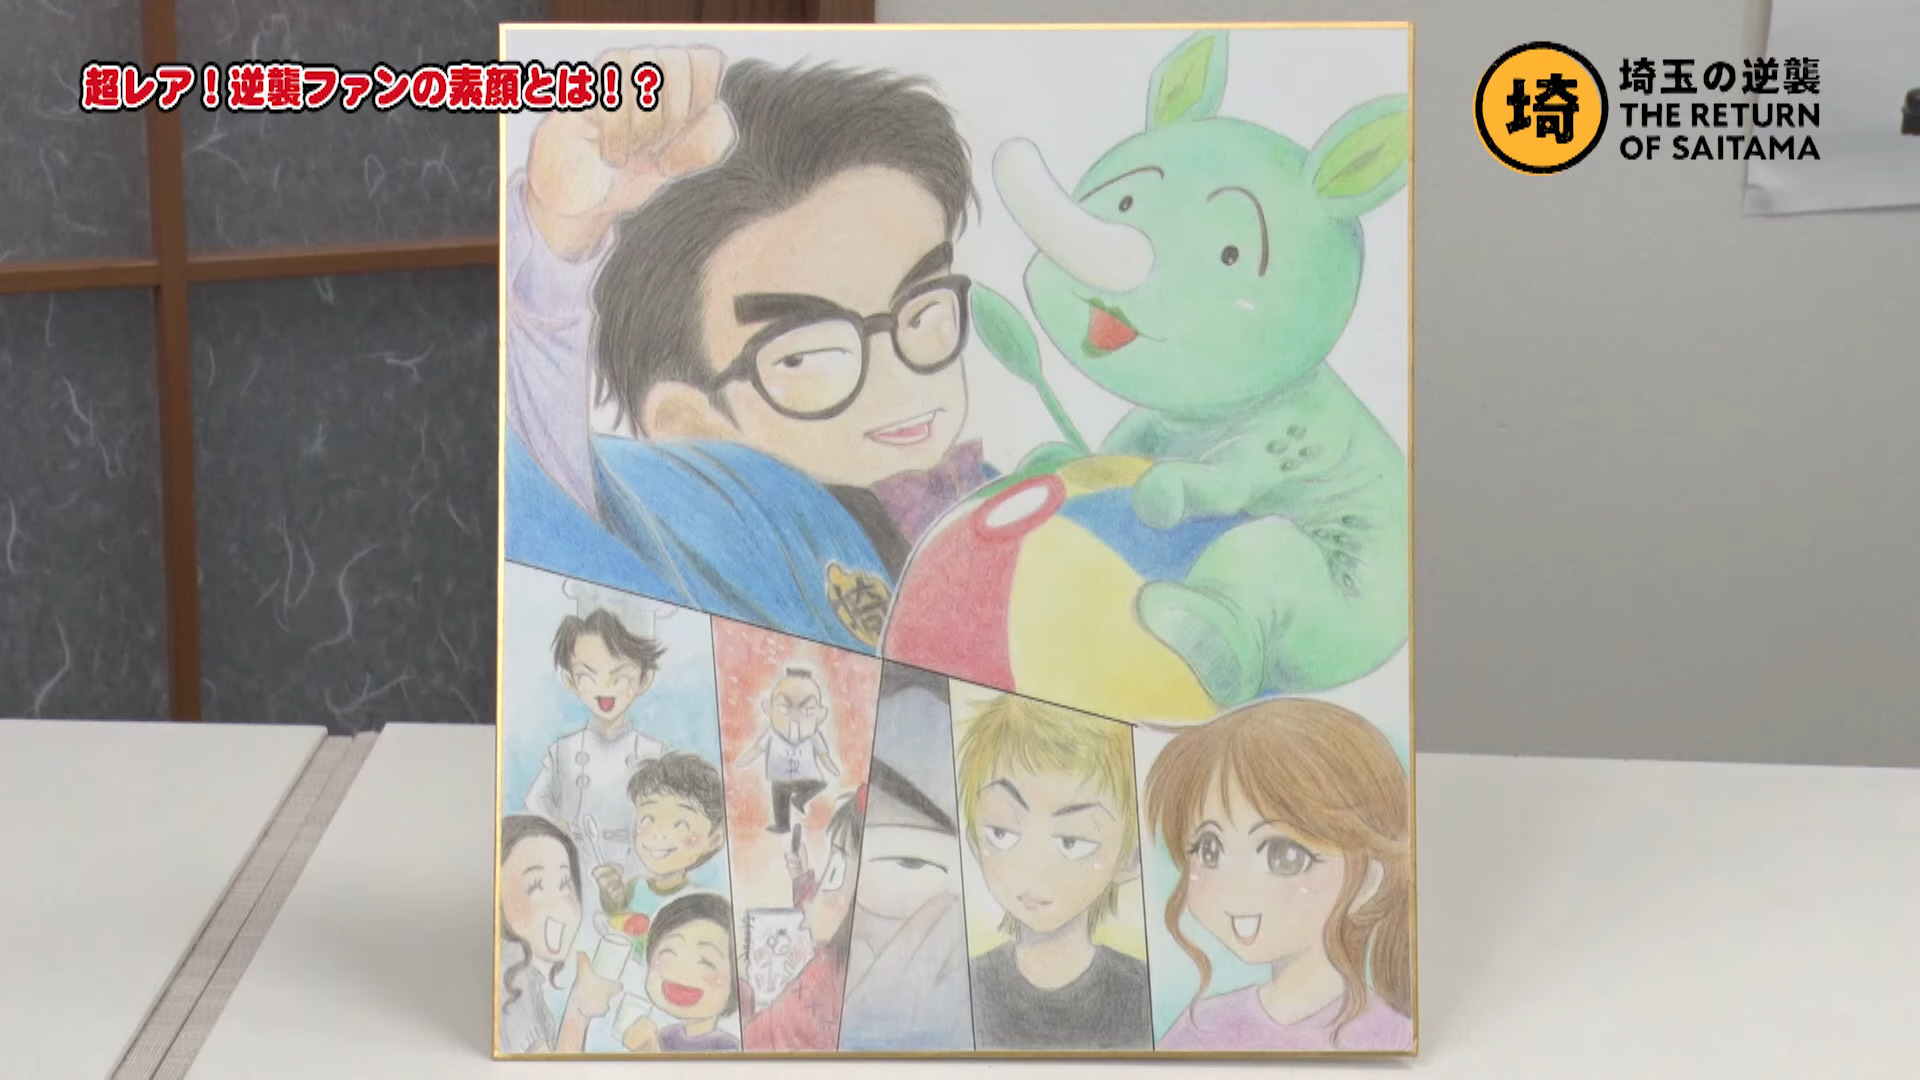 超レア！逆襲ファンの素顔とは！？
埼
埼玉の逆襲
THE RETURN
OF SAITAMA
埼